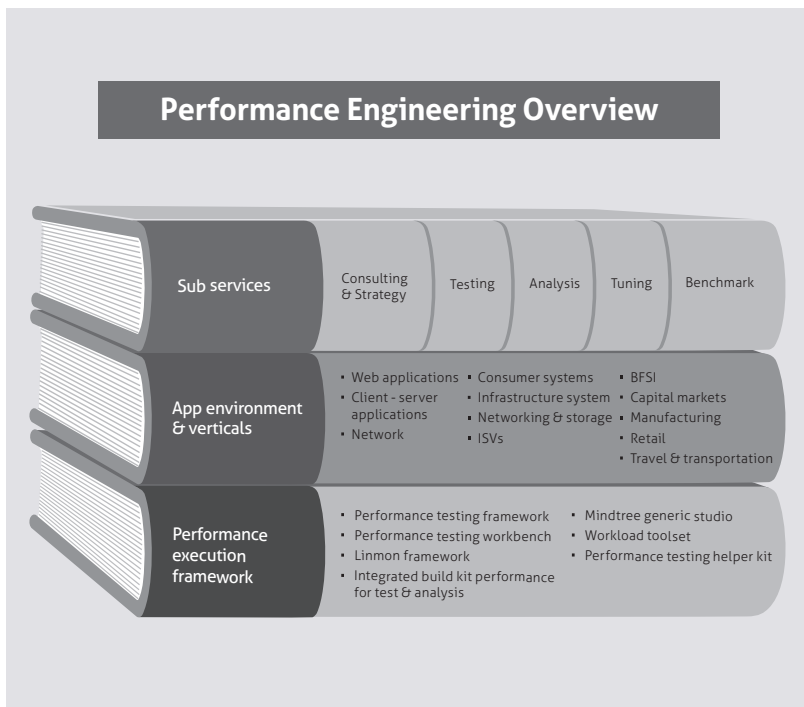 Performance Engineering Overview
Sub services
Consulting
& Strategy
Testing
Analysis
Tuning
Benchmark
App environment
& verticals
▪ Web applications
▪ Client - server
applications
▪ Network
▪ Consumer systems
▪ Infrastructure system
▪ Networking & storage
▪ ISVs
▪ BFSI
▪ Capital markets
▪ Manufacturing
▪ Retail
▪ Travel & transportation
Performance
execution
framework
▪ Performance testing framework
▪ Performance testing workbench
▪ Linmon framework
▪ Integrated build kit performance
for test & analysis
▪ Mindtree generic studio
▪ Workload toolset
▪ Performance testing helper kit